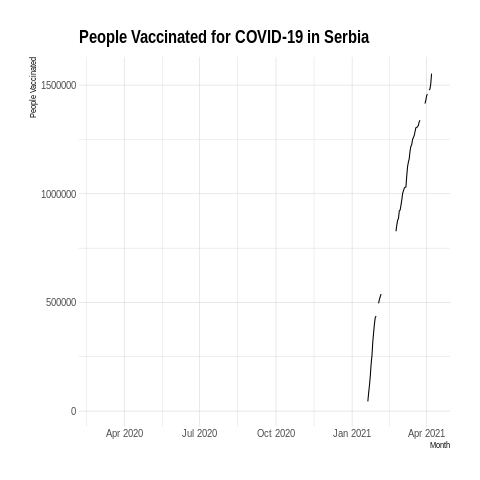 People Vaccinated for COVID-19 in Serbia
People Vaccinated
1500000
1000000
500000
0
Apr 2020 Jul 2020 Oct 2020 Jan 2021 Apr 2021
Month